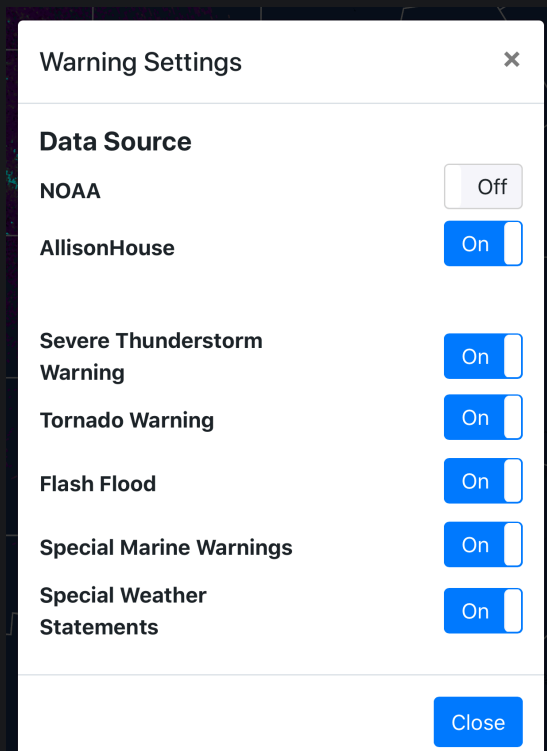 Warning Settings ×
Data Source
NOAA Off
AllisonHouse On
Severe Thunderstorm
Warning On
Tornado Warning On
Flash Flood On
Special Marine Warnings On
Special Weather
Statements On
Close